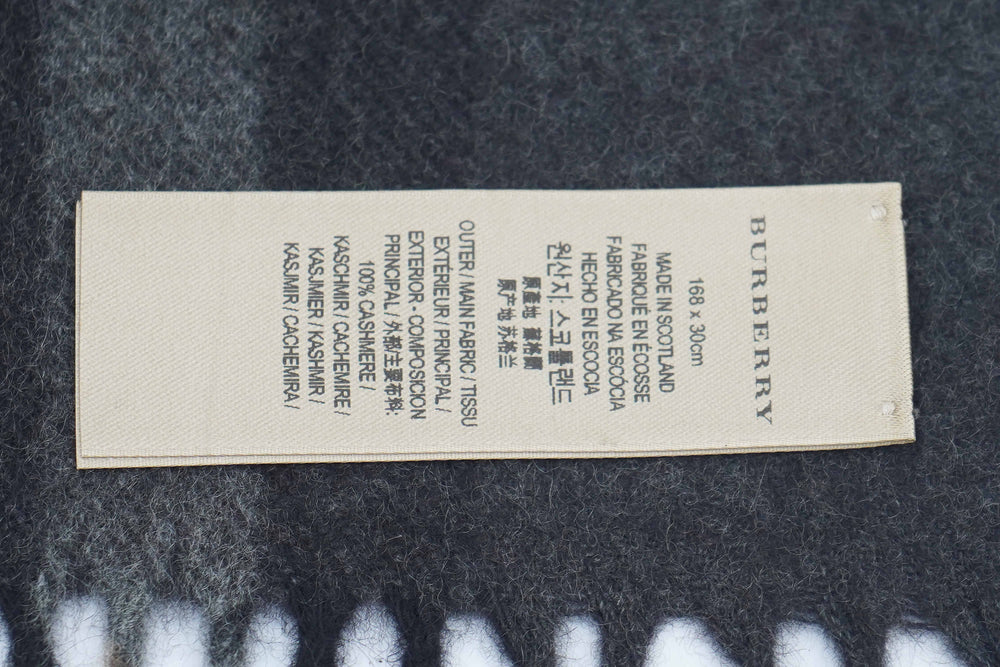 BURBERRY
168 x 30cm
MADE IN SCOTLAND
FABRIQUÉ EN ÉCOSSE
FABRICADO NA ESCÓCIA
HECHO EN ESCOCIA
원산지: 스코틀랜드
原產地 蘇格蘭
原产地 苏格兰
OUTER / MAIN FABRIC / TISSU
EXTÉRIEUR / PRINCIPAL /
EXTERIOR - COMPOSICION
PRINCIPAL / 外部/主要布料:
100% CASHMERE /
KASCHMIR / CACHEMIRE /
KASJMIER / KASHMIR /
KASJMIR / CACHEMIRA /